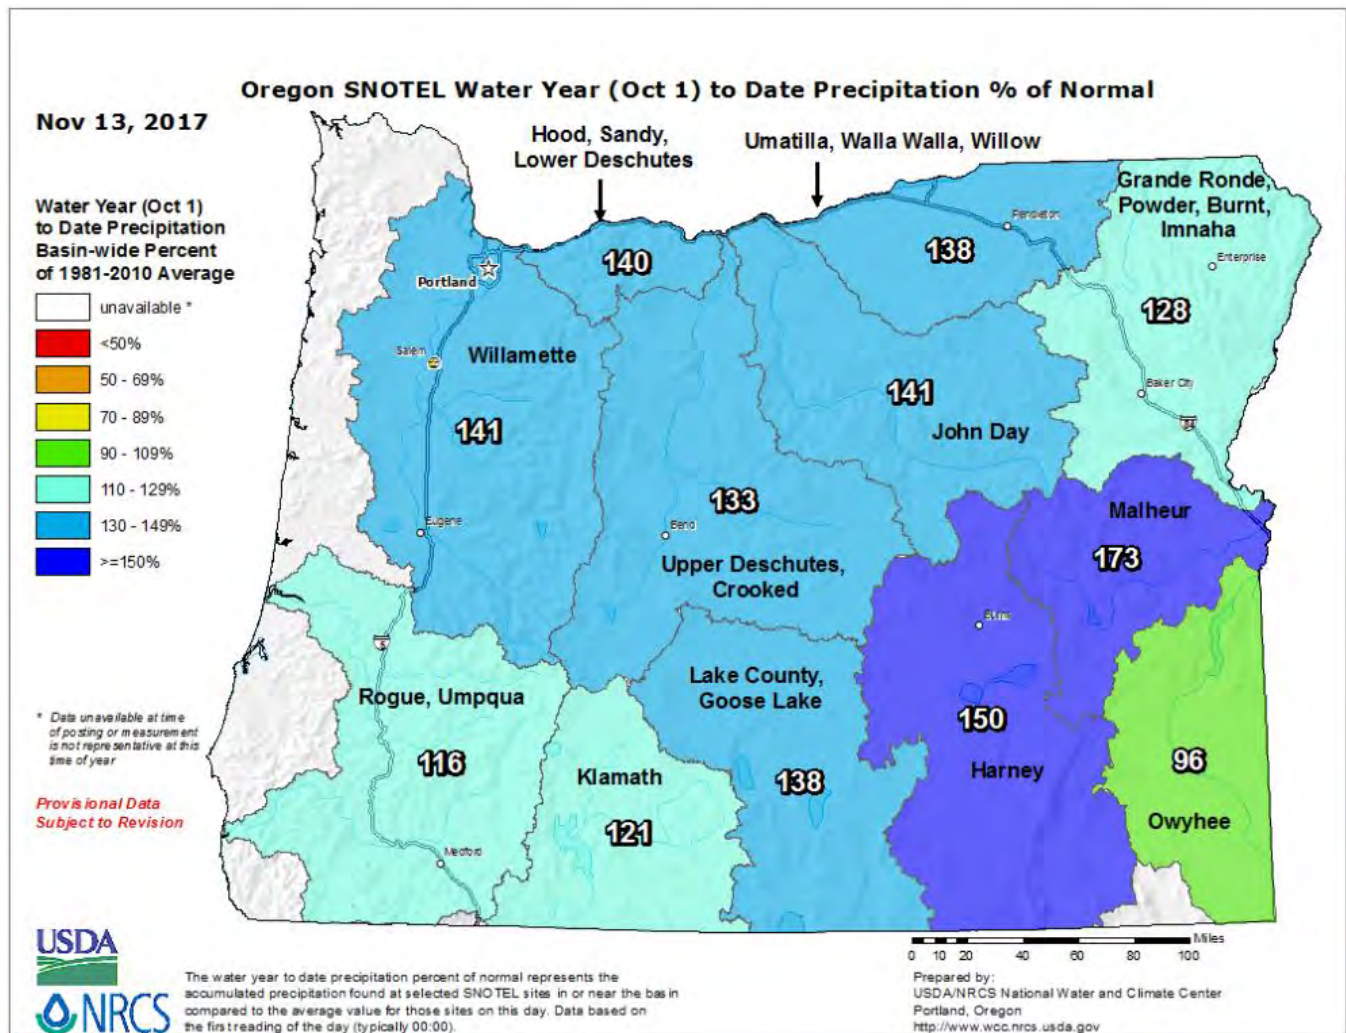 Oregon SNOTEL Water Year (Oct 1) to Date Precipitation % of Normal
Nov 13, 2017
Hood, Sandy,
Lower Deschutes
Umatilla, Walla Walla, Willow
Water Year (Oct 1)
to Date Precipitation
Basin-wide Percent
of 1981-2010 Average
unavailable *
<50%
50 - 69%
70 - 89%
90 - 109%
110 - 129%
130 - 149%
>=150%
Grande Ronde,
Powder, Burnt,
Imnaha
Enterprise
128
Baker City
84
Pendleton
138
140
Portland
Salem
Willamette
141
Eugene
141
John Day
133
Bend
Upper Deschutes,
Crooked
Malheur
173
Burns
150
Harney
Lake County,
Goose Lake
138
Rogue, Umpqua
5
116
Medford
Klamath
121
96
Owyhee
* Data unavailable at time
of posting or measurement
is not representative at this
time of year
Provisional Data
Subject to Revision
USDA
NRCS
The water year to date precipitation percent of normal represents the
accumulated precipitation found at selected SNOTEL sites in or near the basin
compared to the average value for those sites on this day. Data based on
the first reading of the day (typically 00:00).
Miles
0 10 20 40 60 80 100
Prepared by:
USDA/NRCS National Water and Climate Center
Portland, Oregon
http://www.wcc.nrcs.usda.gov